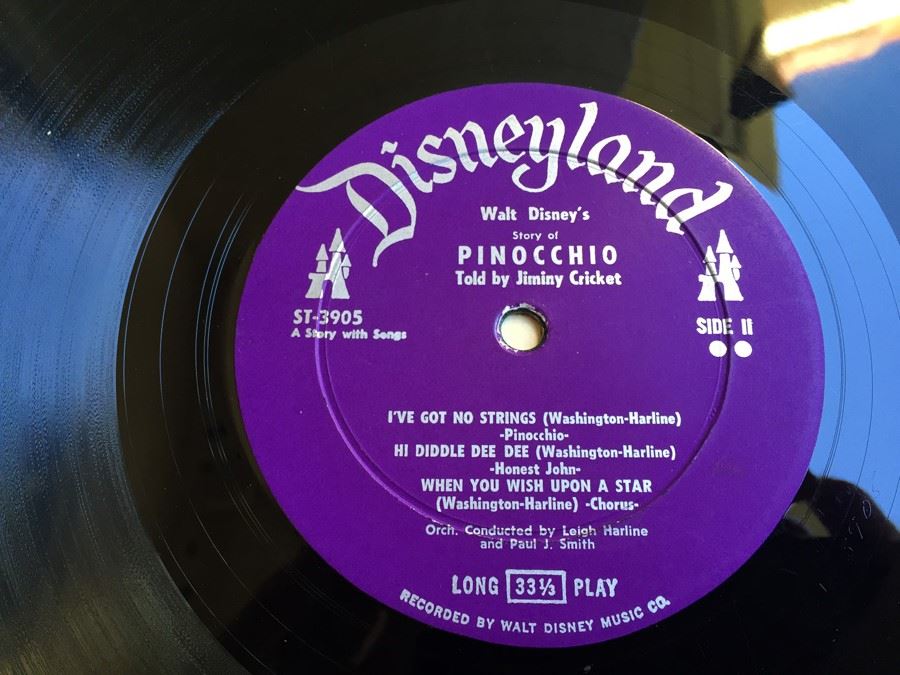 Disneyland
Walt Disney's
Story of
PINOCCHIO
Told by Jiminy Cricket
ST-3905
A Story with Songs
SIDE II
I'VE GOT NO STRINGS (Washington-Harline)
-Pinocchio-
HI DIDDLE DEE DEE (Washington-Harline)
-Honest John-
WHEN YOU WISH UPON A STAR
(Washington-Harline) -Chorus-
Orch. Conducted by Leigh Harline
and Paul J. Smith
LONG 33⅓ PLAY
RECORDED BY WALT DISNEY MUSIC CO.